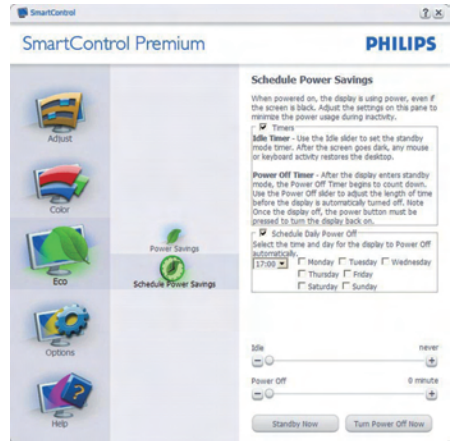 SmartControl
SmartControl Premium
PHILIPS
Adjust
Color
Eco
Options
Help
Power Savings
Schedule Power Savings
Schedule Power Savings
When powered on, the display is using power, even if
the screen is black. Adjust the settings on this pane to
minimize the power usage during inactivity.
Timers
Idle Timer - Use the Idle slider to set the standby
mode timer. After the screen goes dark, any mouse
or keyboard activity restores the desktop.
Power Off Timer - After the display enters standby
mode, the Power Off Timer begins to count down.
Use the Power Off slider to adjust the length of time
before the display is automatically turned off. Note
Once the display off, the power button must be
pressed to turn the display back on.
Schedule Daily Power Off
Select the time and day for the display to Power Off
automatically.
17:00 Monday Tuesday Wednesday
Thursday Friday
Saturday Sunday
Idle never
Power Off 0 minute
Standby Now Turn Power Off Now